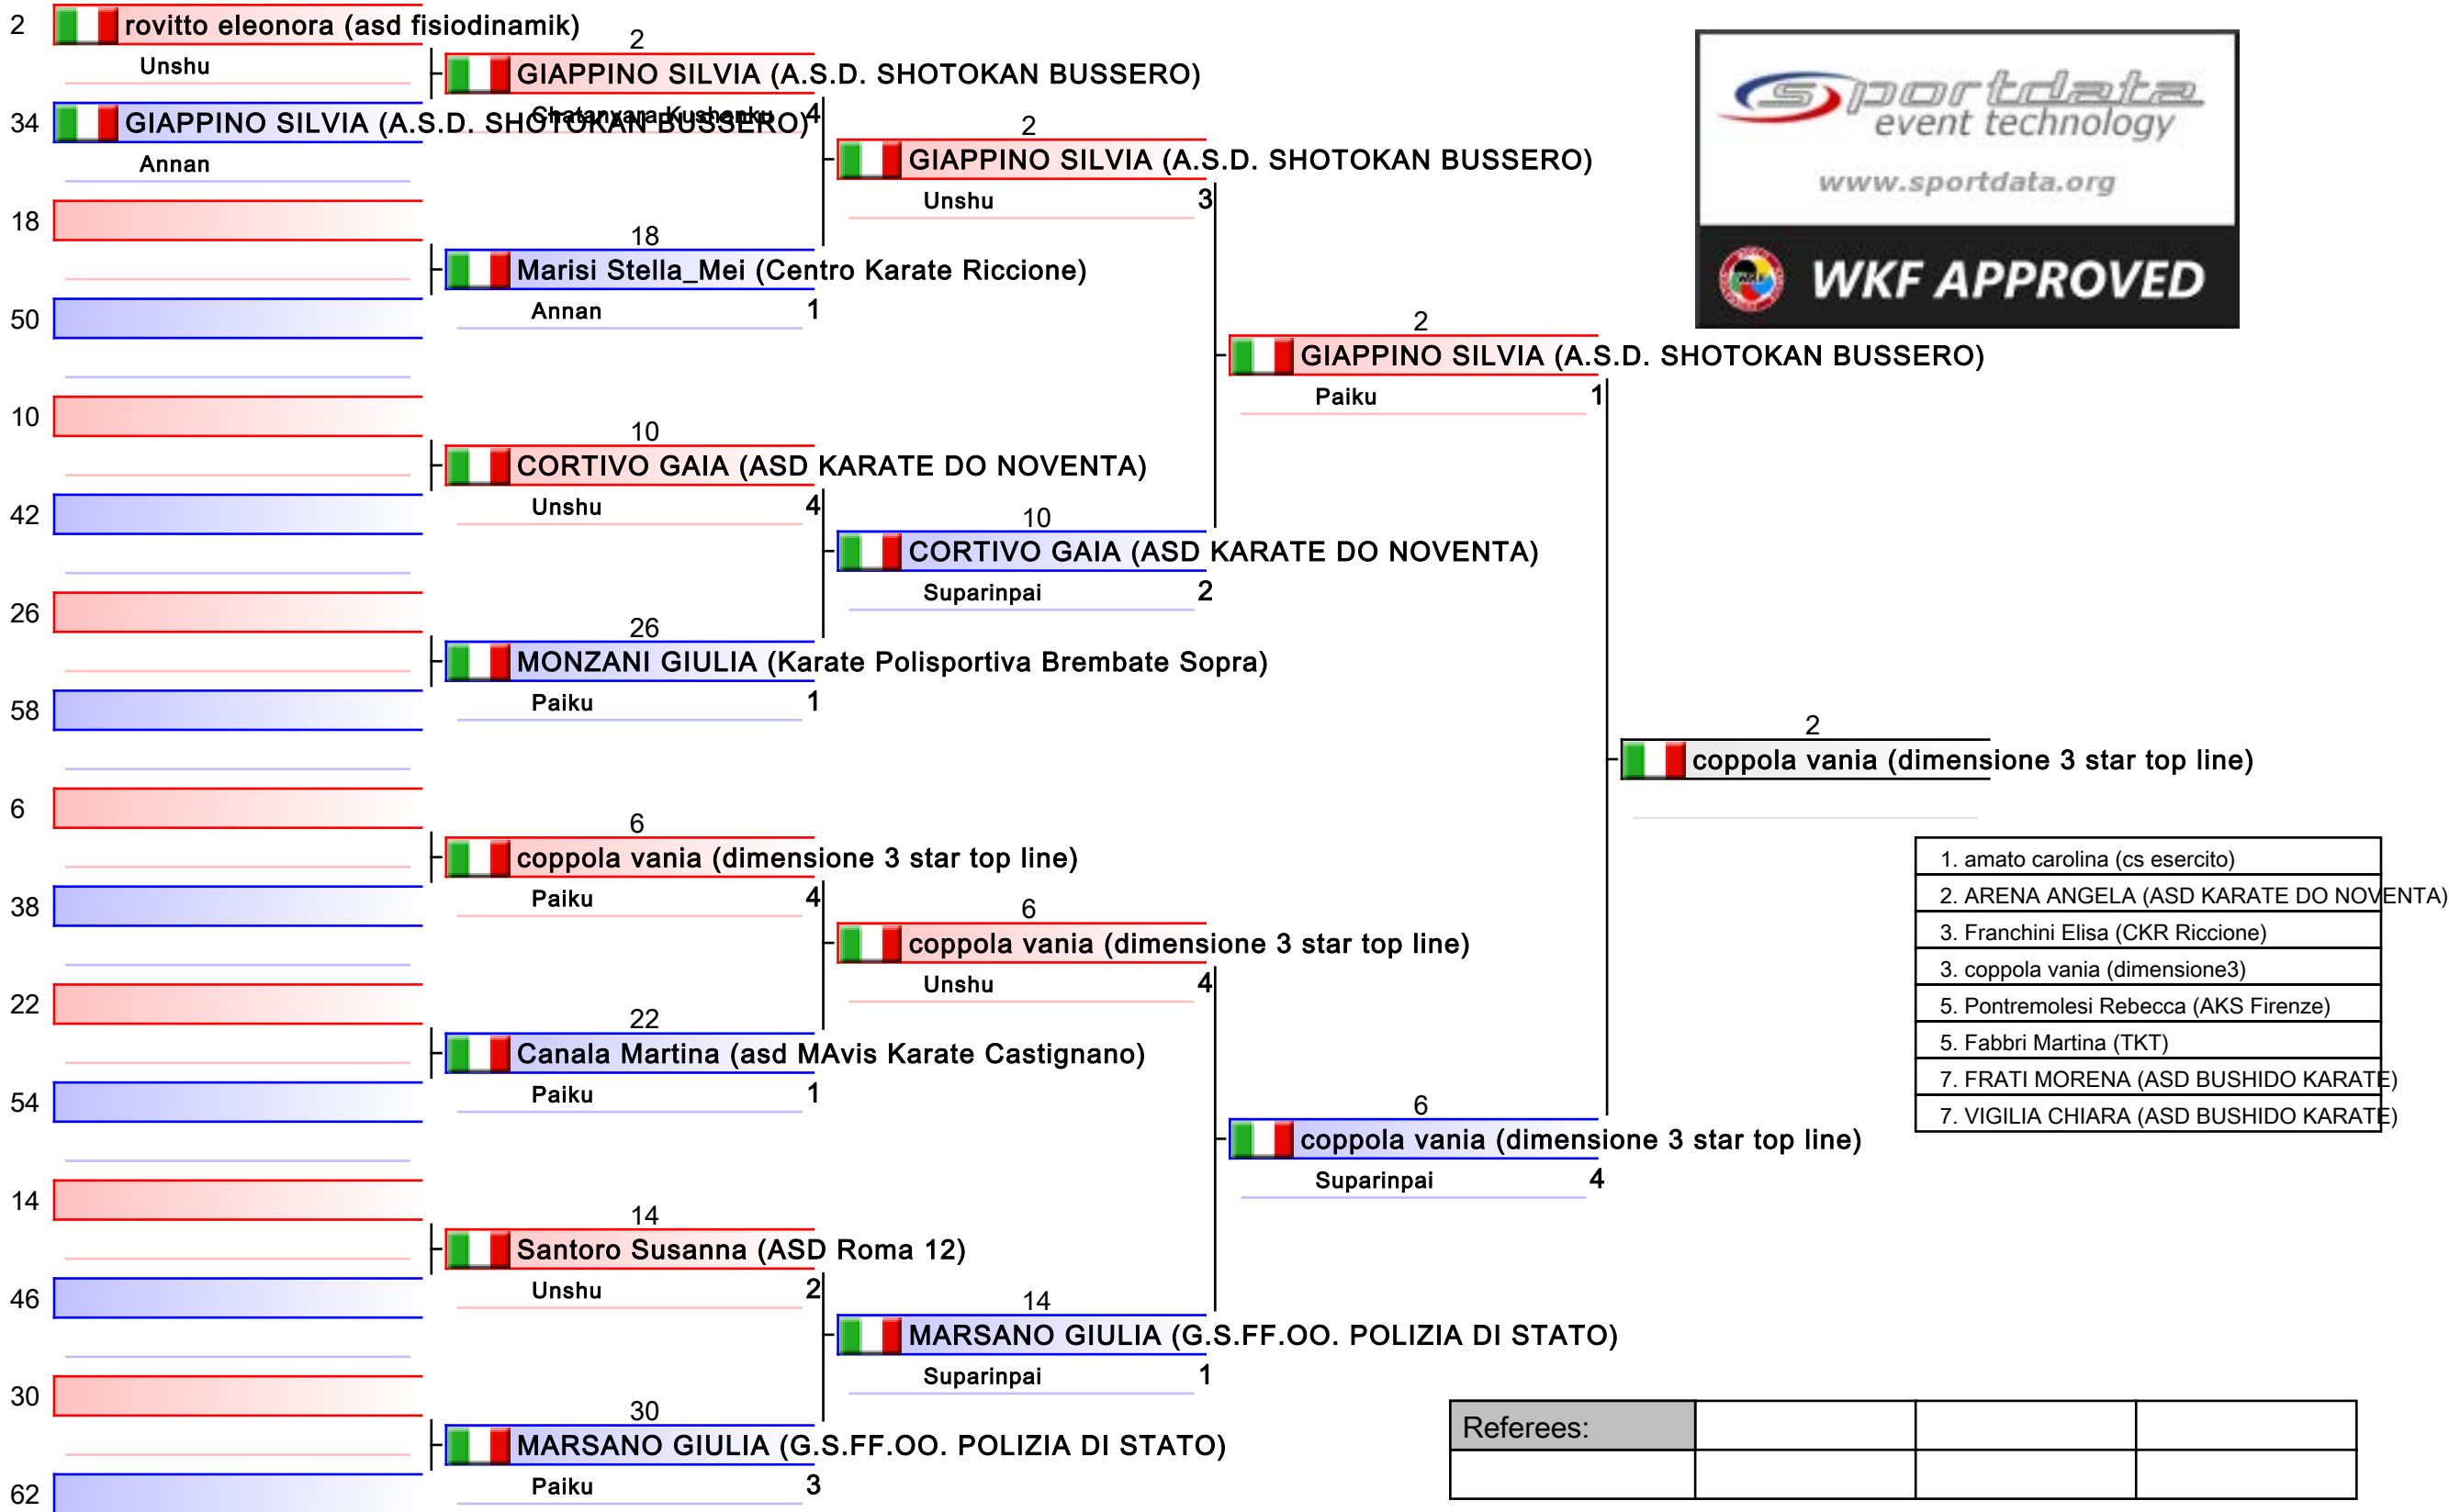 2
rovitto eleonora (asd fisiodinamik)
Unshu
34
GIAPPINO SILVIA (A.S.D. SHOTOKAN BUSSERO)
Annan
18
50
10
42
26
58
6
38
22
54
14
46
30
62
2
GIAPPINO SILVIA (A.S.D. SHOTOKAN BUSSERO)
Chatanyara Kushanku 4
18
Marisi Stella_Mei (Centro Karate Riccione)
Annan 1
10
CORTIVO GAIA (ASD KARATE DO NOVENTA)
Unshu 4
26
MONZANI GIULIA (Karate Polisportiva Brembate Sopra)
Paiku 1
6
coppola vania (dimensione 3 star top line)
Paiku 4
22
Canala Martina (asd MAvis Karate Castignano)
Paiku 1
14
Santoro Susanna (ASD Roma 12)
Unshu 2
30
MARSANO GIULIA (G.S.FF.OO. POLIZIA DI STATO)
Paiku 3
2
GIAPPINO SILVIA (A.S.D. SHOTOKAN BUSSERO)
Unshu 3
10
CORTIVO GAIA (ASD KARATE DO NOVENTA)
Suparinpai 2
6
coppola vania (dimensione 3 star top line)
Unshu 4
14
MARSANO GIULIA (G.S.FF.OO. POLIZIA DI STATO)
Suparinpai 1
2
GIAPPINO SILVIA (A.S.D. SHOTOKAN BUSSERO)
Paiku 1
6
coppola vania (dimensione 3 star top line)
Suparinpai 4
2
coppola vania (dimensione 3 star top line)
sportdata
event technology
www.sportdata.org
WKF APPROVED
1. amato carolina (cs esercito)
2. ARENA ANGELA (ASD KARATE DO NOVENTA)
3. Franchini Elisa (CKR Riccione)
3. coppola vania (dimensione3)
5. Pontremolesi Rebecca (AKS Firenze)
5. Fabbri Martina (TKT)
7. FRATI MORENA (ASD BUSHIDO KARATE)
7. VIGILIA CHIARA (ASD BUSHIDO KARATE)
Referees: